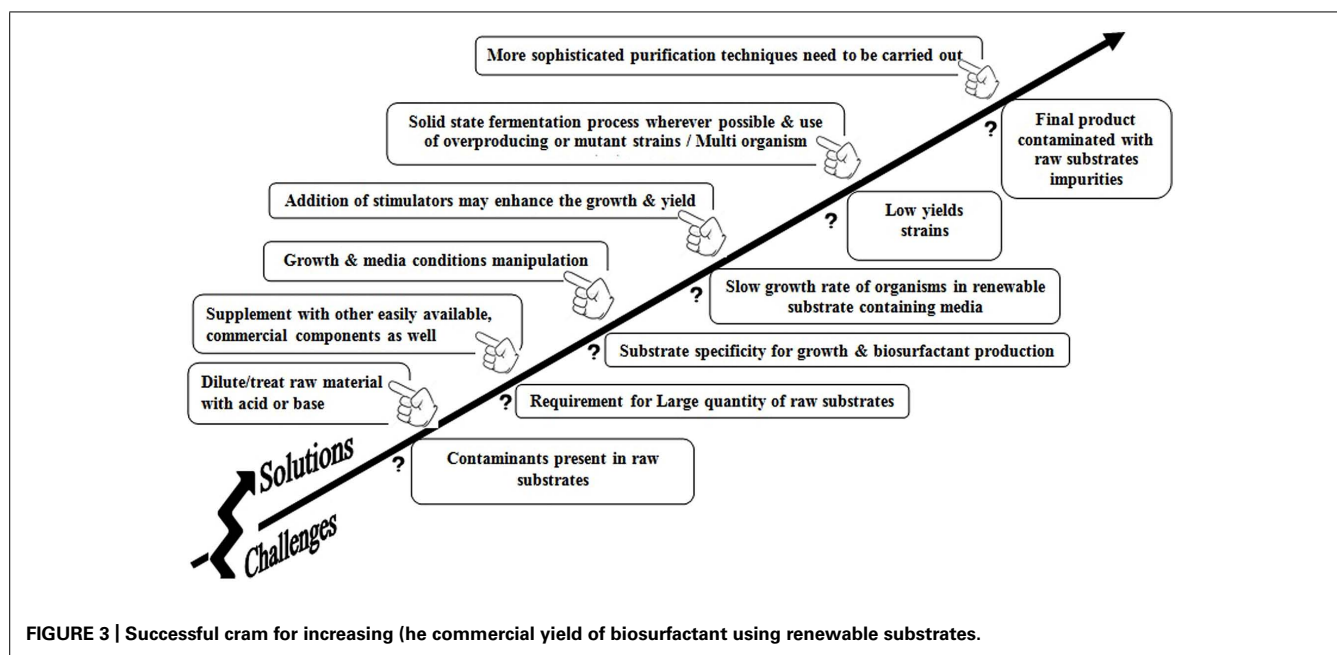 More sophisticated purification techniques need to be carried out
Solid state fermentation process wherever possible & use
of overproducing or mutant strains / Multi organism
Final product
contaminated with
raw substrates
impurities
?
Addition of stimulators may enhance the growth & yield
Low yields
strains
?
Growth & media conditions manipulation
Slow growth rate of organisms in renewable
substrate containing media
?
Supplement with other easily available,
commercial components as well
Substrate specificity for growth & biosurfactant production
?
Dilute/treat raw material
with acid or base
Requirement for Large quantity of raw substrates
?
Contaminants present in raw
substrates
?
Solutions
Challenges
FIGURE 3 | Successful cram for increasing (he commercial yield of biosurfactant using renewable substrates.